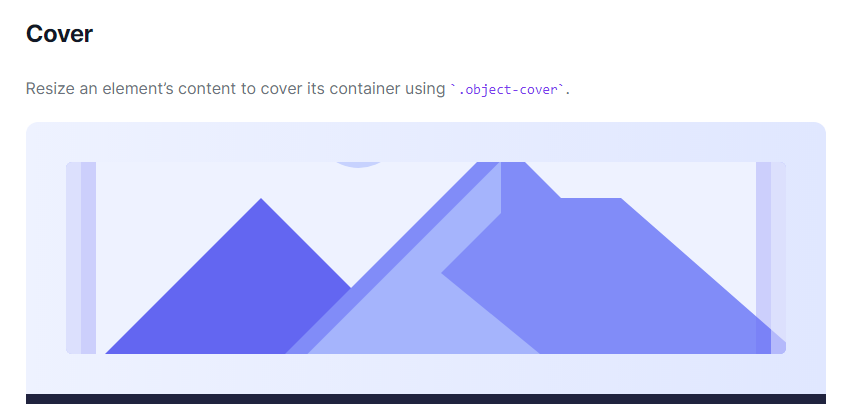 Cover
Resize an element’s content to cover its container using `.object-cover`.